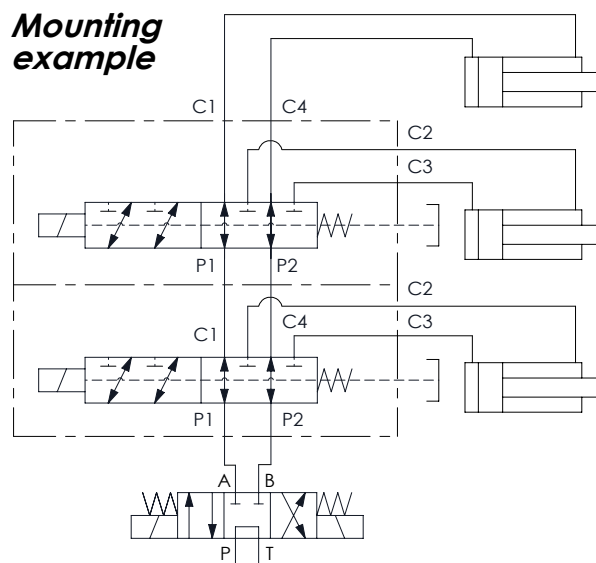 Mounting
example
C1 C4
C2
C3
P1 P2
C2
C1 C4 C3
P1 P2
A B
P T